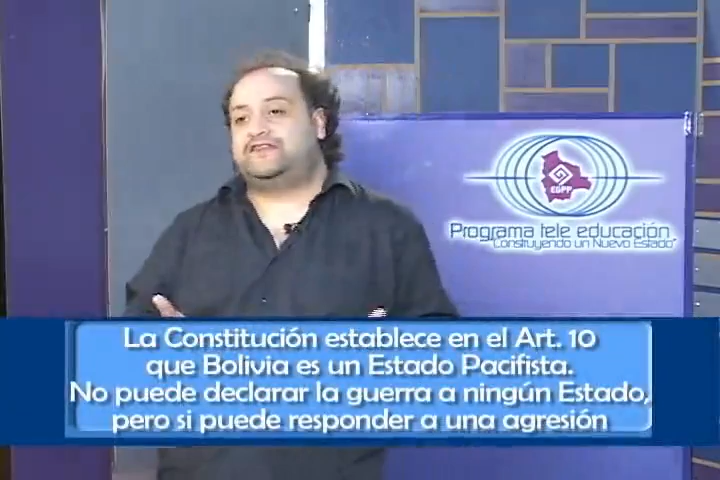 EGPP
Programa tele educación
"Construyendo un Nuevo Estado"
La Constitución establece en el Art. 10
que Bolivia es un Estado Pacifista.
No puede declarar la guerra a ningún Estado,
pero si puede responder a una agresión